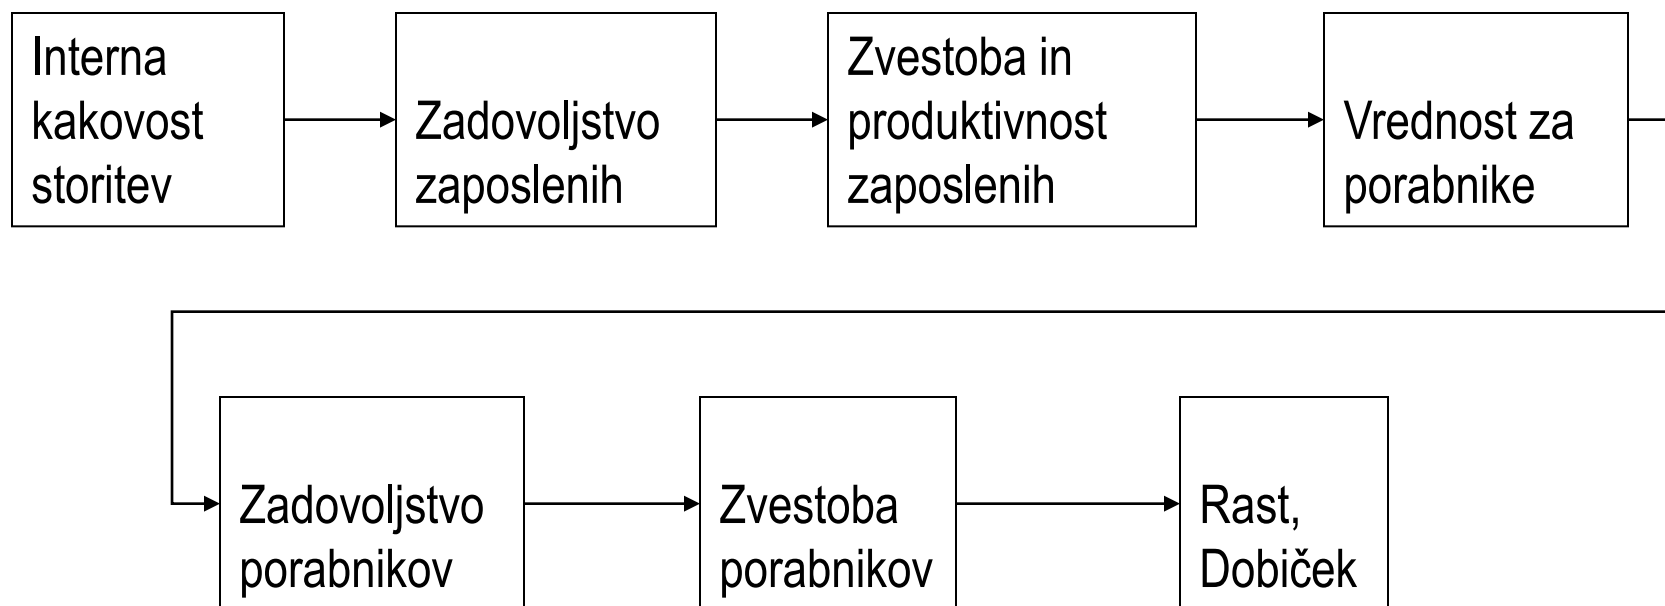 Interna
kakovost
storitev
Zadovoljstvo
zaposlenih
Zvestoba in
produktivnost
zaposlenih
Vrednost za
porabnike
Zadovoljstvo
porabnikov
Zvestoba
porabnikov
Rast,
Dobiček